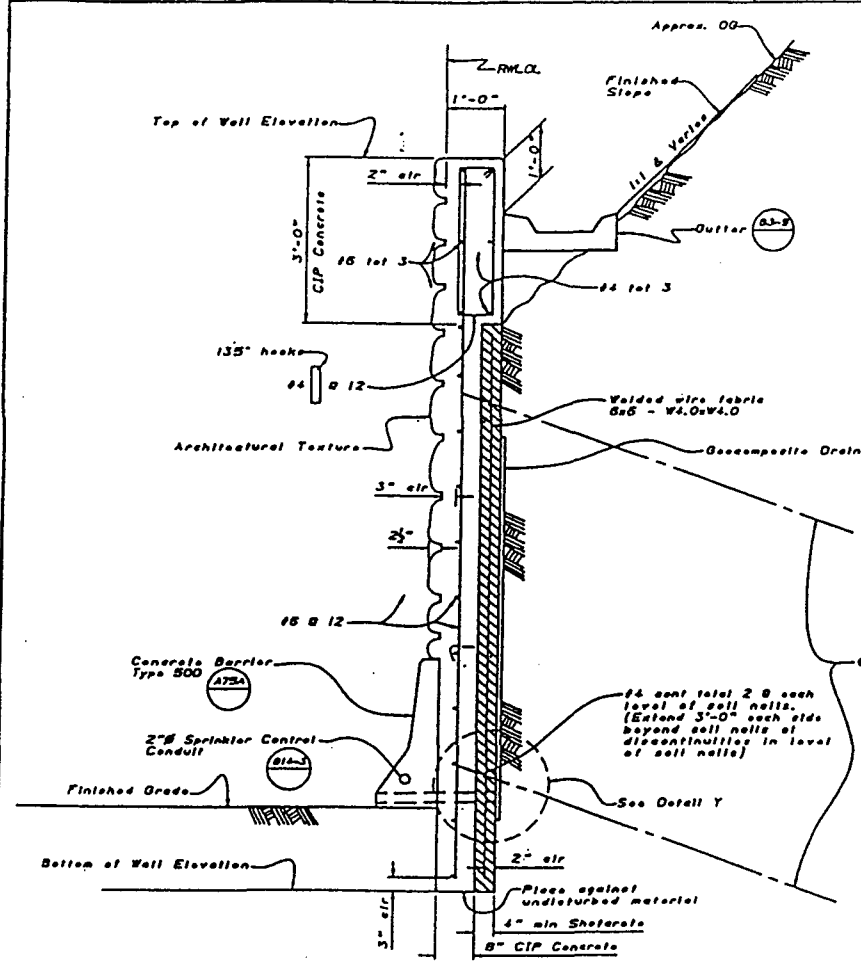 Approx. OG
RWLOL
Finished
Slope
1'-0"
Top of Wall Elevation
1'-0"
1:1 & Varies
2" clr
3'-0"
CIP Concrete
Gutter
B3-9
#6 tot 3
#4 tot 3
135° hooks
#4 @ 12
Welded wire fabric
6x6 - W4.0xW4.0
Architectural Texture
Geocomposite Drain
3" clr
2½"
#6 @ 12
Concrete Barrier
Type 500
A75A
#4 cont total 2 @ each
level of soil nails.
(Extend 3'-0" each side
beyond soil nails at
discontinuities in level
of soil nails)
2"Ø Sprinkler Control
Conduit
B14-3
Finished Grade
See Detail Y
Bottom of Wall Elevation
2" clr
Place against
undisturbed material
3" clr
4" min Shotcrete
8" CIP Concrete